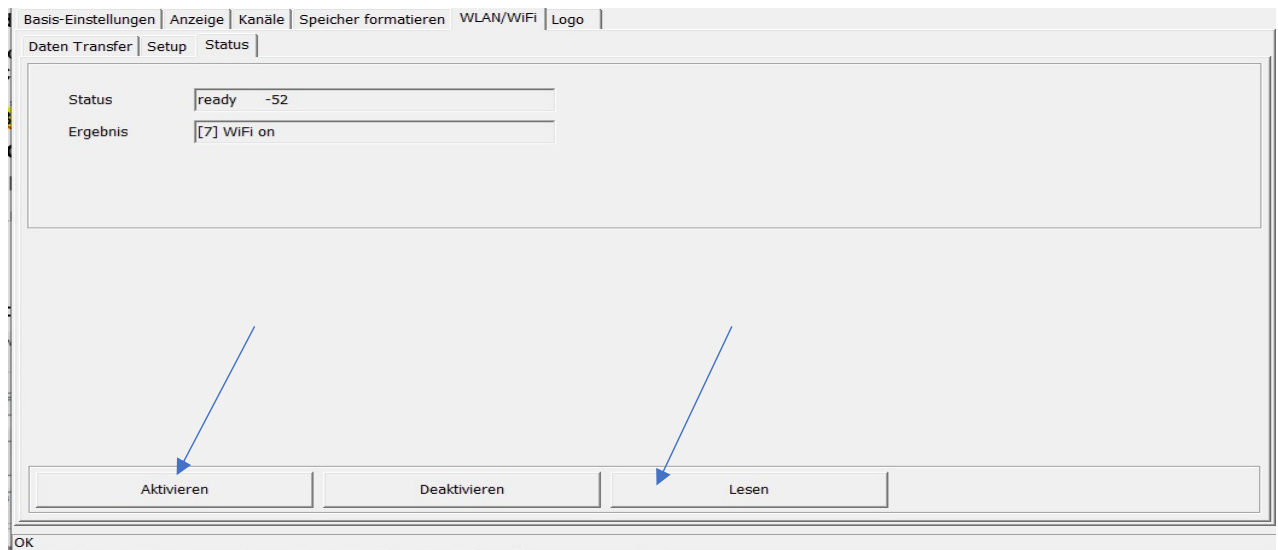 Basis-Einstellungen Anzeige Kanäle Speicher formatieren WLAN/WiFi Logo
Daten Transfer Setup Status
Status ready -52
Ergebnis [7] WiFi on
Aktivieren Deaktivieren Lesen
OK